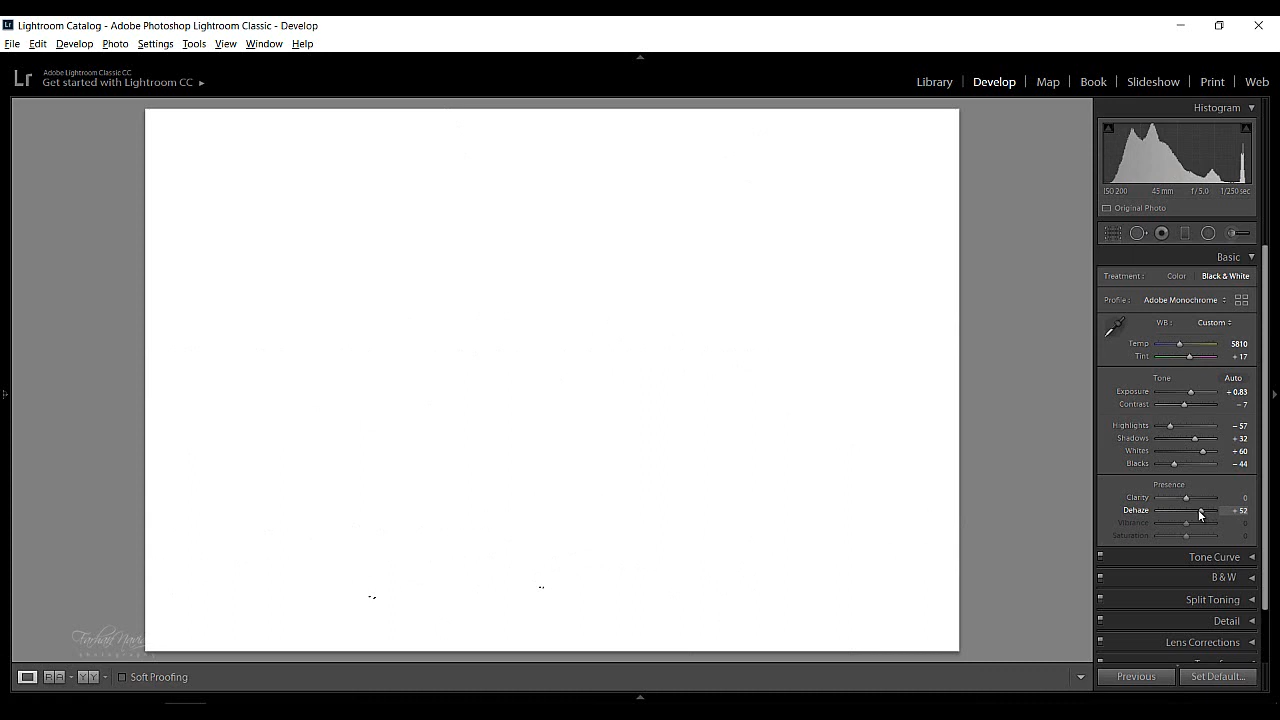 Lr Lightroom Catalog - Adobe Photoshop Lightroom Classic - Develop
File Edit Develop Photo Settings Tools View Window Help
Lr Adobe Lightroom Classic CC
Get started with Lightroom CC
Library | Develop | Map | Book | Slideshow | Print | Web
Histogram
ISO 200 45 mm f/5.0 1/250 sec
Original Photo
Basic
Treatment : Color Black & White
Profile : Adobe Monochrome
WB : Custom
Temp 5810
Tint + 17
Tone Auto
Exposure + 0.83
Contrast − 7
Highlights − 57
Shadows + 32
Whites + 60
Blacks − 44
Presence
Clarity 0
Dehaze + 52
Vibrance 0
Saturation 0
Tone Curve
B & W
Split Toning
Detail
Lens Corrections
Farhan
photography
R A Y Y Soft Proofing
Previous Set Default...